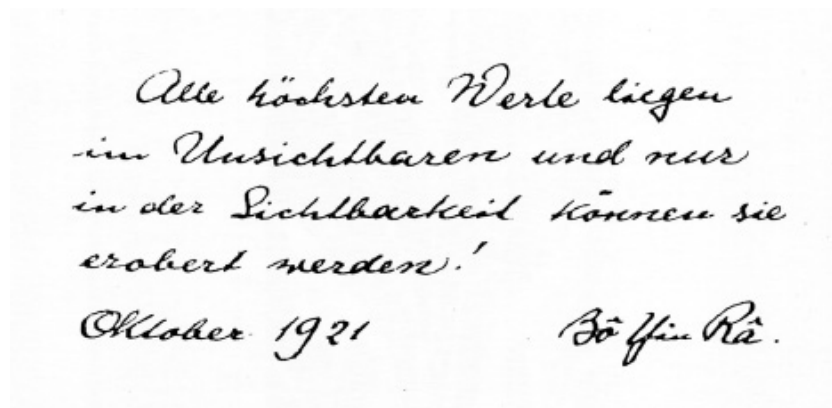 Alle höchsten Werte liegen
im Unsichtbaren und nur
in der Sichtbarkeit können sie
erobert werden!
Oktober 1921 Bô Yin Râ.